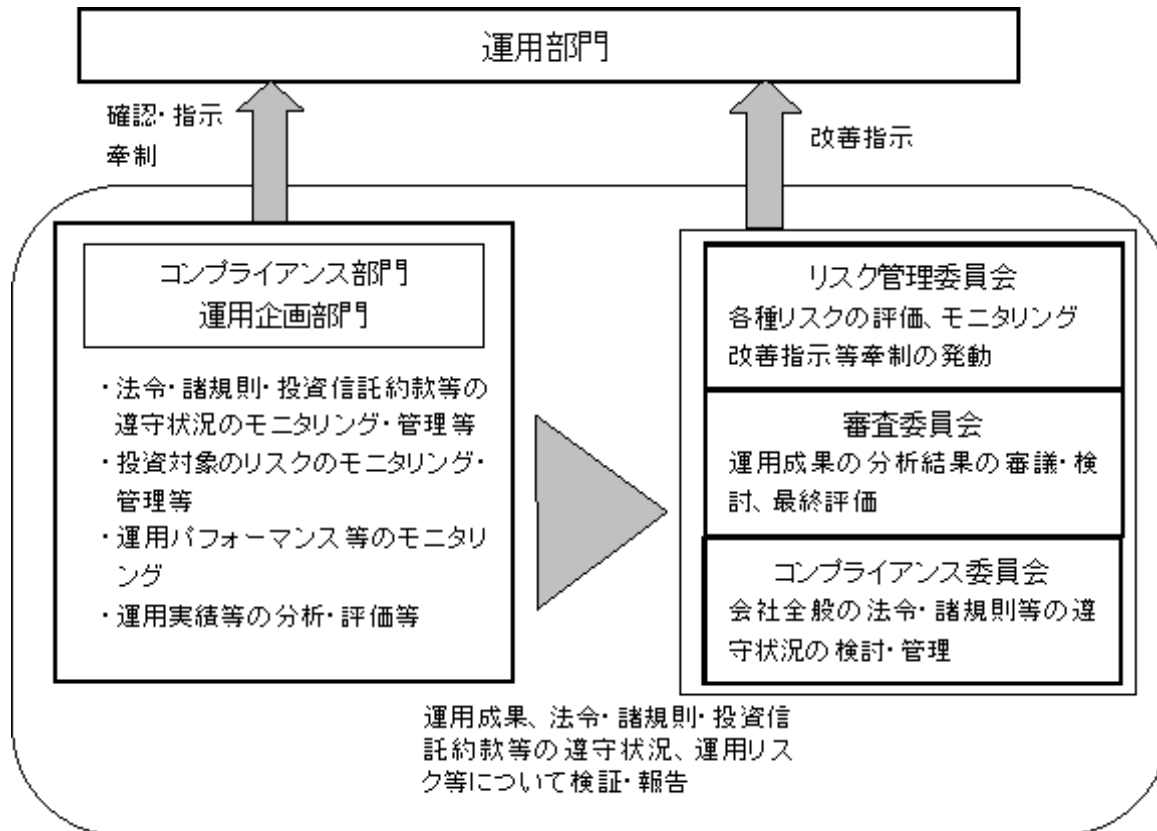 運用部門
確認・指示
牽制
改善指示
コンプライアンス部門
運用企画部門
・法令・諸規則・投資信託約款等の
遵守状況のモニタリング・管理等
・投資対象のリスクのモニタリング・
管理等
・運用パフォーマンス等のモニタリ
ング
・運用実績等の分析・評価等
リスク管理委員会
各種リスクの評価、モニタリング
改善指示等牽制の発動
審査委員会
運用成果の分析結果の審議・検
討、最終評価
コンプライアンス委員会
会社全般の法令・諸規則等の遵
守状況の検討・管理
運用成果、法令・諸規則・投資信
託約款等の遵守状況、運用リス
ク等について検証・報告